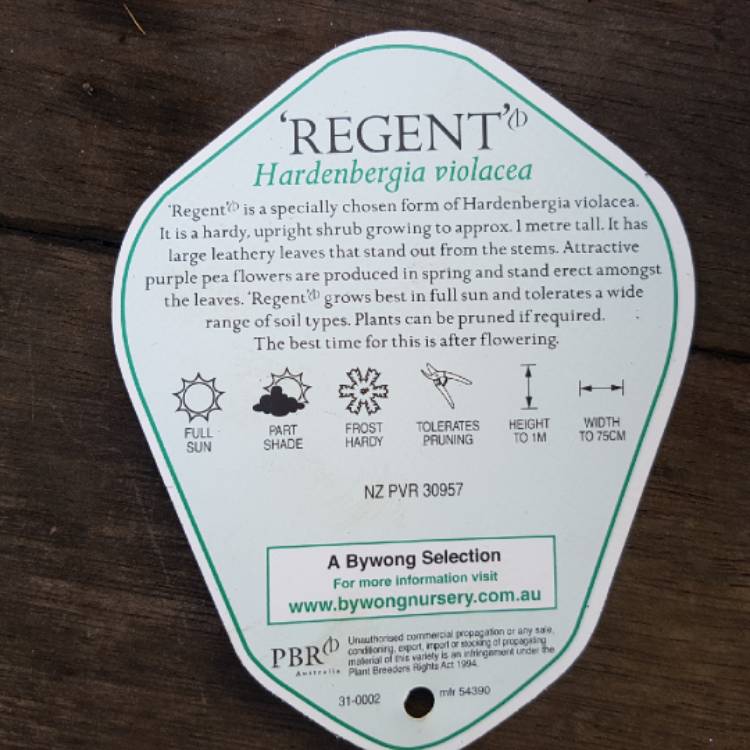 'REGENT'
Hardenbergia violacea
'Regent' is a specially chosen form of Hardenbergia violacea.
It is a hardy, upright shrub growing to approx. 1 metre tall. It has
large leathery leaves that stand out from the stems. Attractive
purple pea flowers are produced in spring and stand erect amongst
the leaves. 'Regent' grows best in full sun and tolerates a wide
range of soil types. Plants can be pruned if required.
The best time for this is after flowering.
FULL SUN
PART SHADE
FROST HARDY
TOLERATES PRUNING
HEIGHT TO 1M
WIDTH TO 75CM
NZ PVR 30957
A Bywong Selection
For more information visit
www.bywongnursery.com.au
PBR
Australia
Unauthorised commercial propagation or any sale,
conditioning, export, import or stocking of propagating
material of this variety is an infringement under the
Plant Breeders Rights Act 1994.
31-0002
mfr 54390